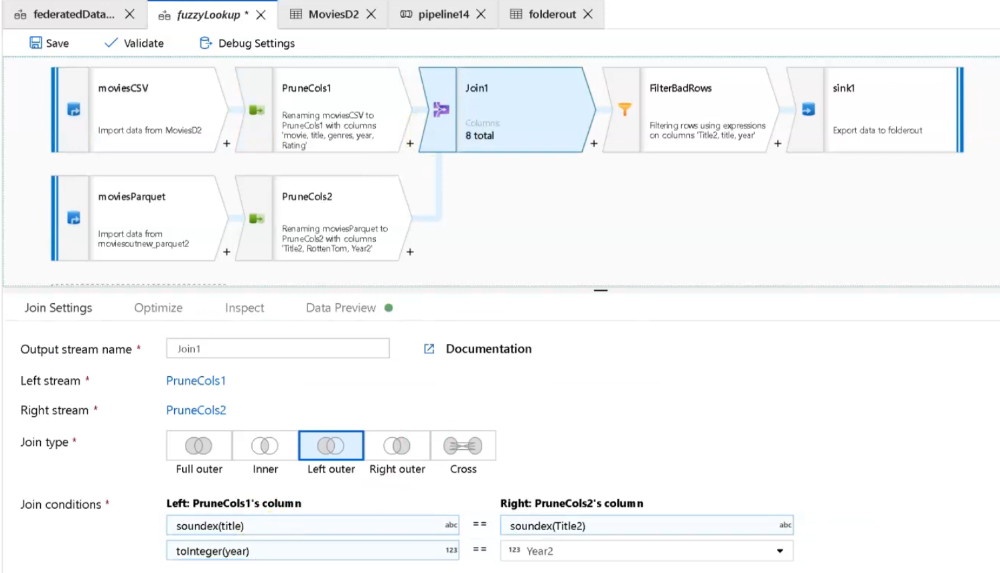 federatedData... fuzzyLookup * MoviesD2 pipeline14 folderout
Save Validate Debug Settings
moviesCSV
Import data from MoviesD2
+
PruneCols1
Renaming moviesCSV to
PruneCols1 with columns
'movie, title, genres, year,
Rating'
+
Join1
Columns:
8 total
+
FilterBadRows
Filtering rows using expressions
on columns 'Title2, title, year'
+
sink1
Export data to folderout
moviesParquet
Import data from
moviesoutnew_parquet2
+
PruneCols2
Renaming moviesParquet to
PruneCols2 with columns
'Title2, RottenTom, Year2'
+
Join Settings Optimize Inspect Data Preview
Output stream name * Join1 Documentation
Left stream * PruneCols1
Right stream * PruneCols2
Join type *
Full outer Inner Left outer Right outer Cross
Join conditions * Left: PruneCols1's column Right: PruneCols2's column
soundex(title) abc == soundex(Title2) abc
toInteger(year) 123 == 123 Year2